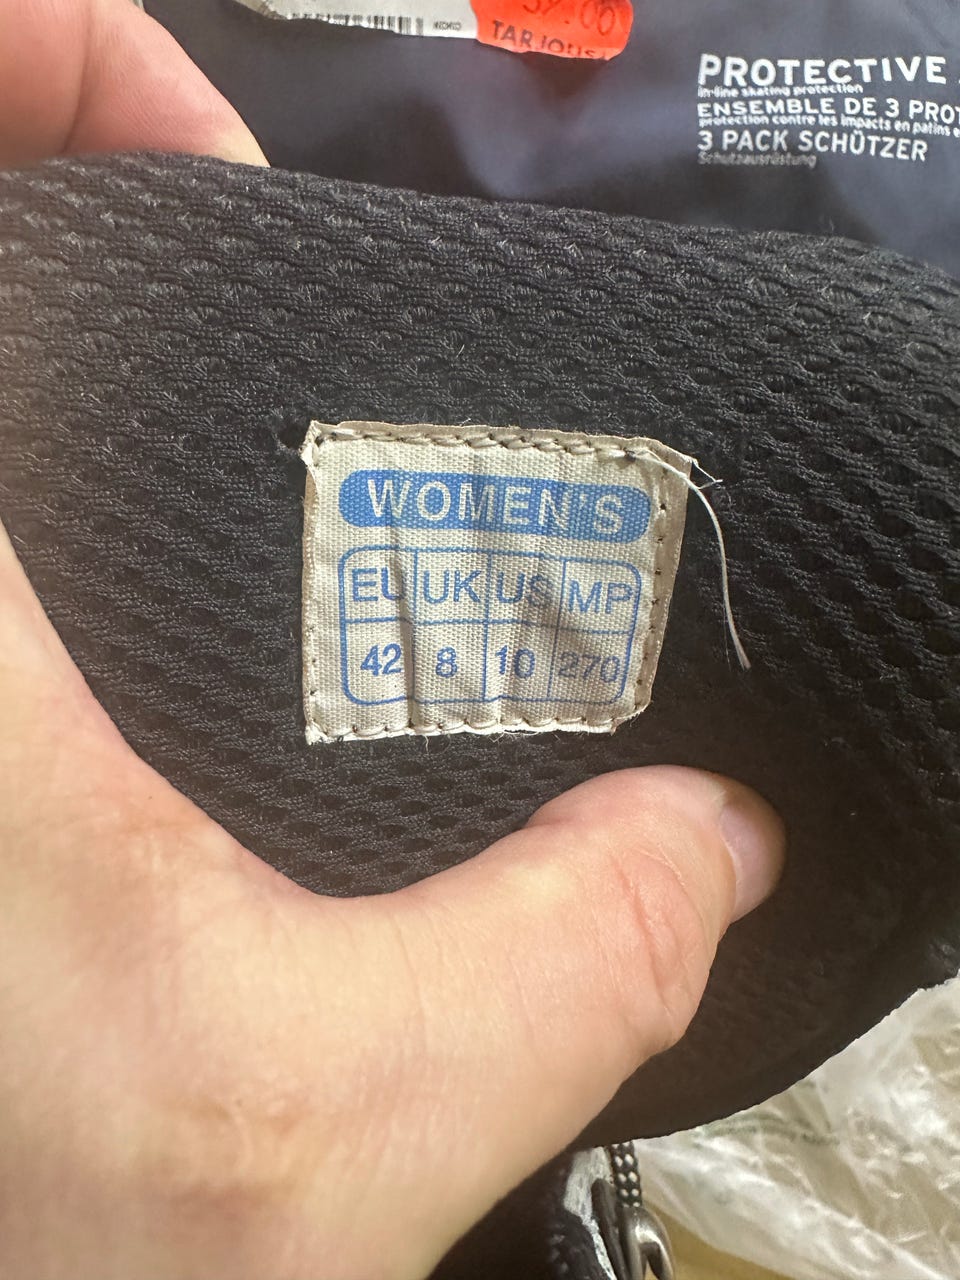 TARJOUS
PROTECTIVE
In-line skating protection
ENSEMBLE DE 3 PROT
protection contre les impacts en patins e
3 PACK SCHÜTZER
Schutzausrüstung
WOMEN'S
EU UK US MP
42 8 10 270